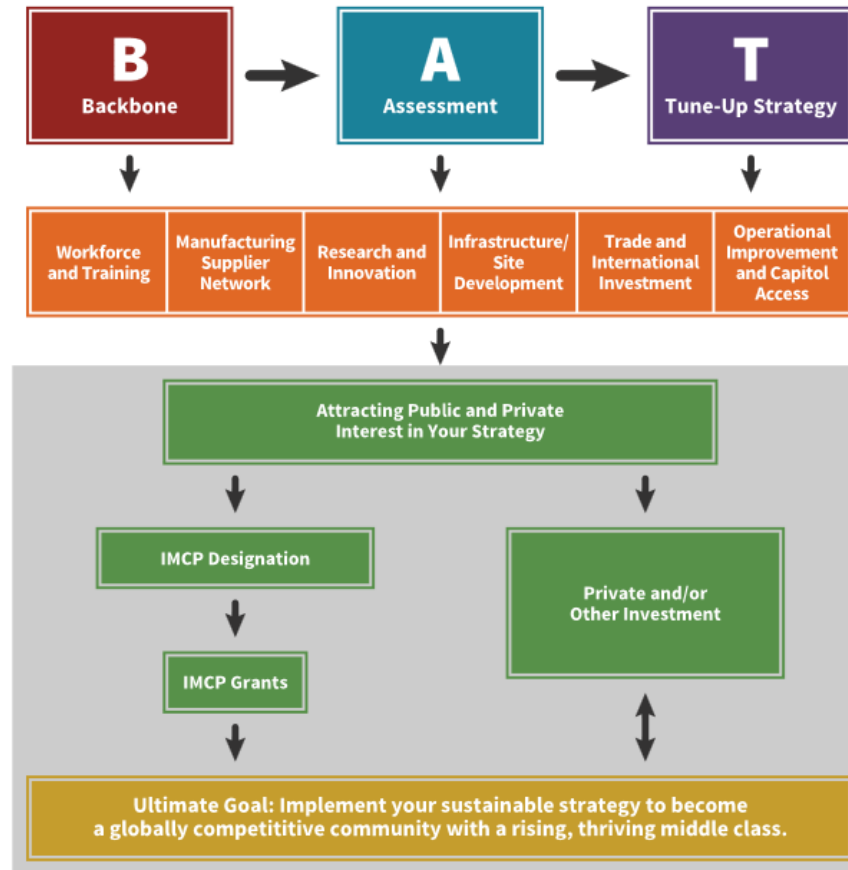 B
Backbone
A
Assessment
T
Tune-Up Strategy
Workforce
and Training
Manufacturing
Supplier
Network
Research and
Innovation
Infrastructure/
Site
Development
Trade and
International
Investment
Operational
Improvement
and Capitol
Access
Attracting Public and Private
Interest in Your Strategy
IMCP Designation
Private and/or
Other Investment
IMCP Grants
Ultimate Goal: Implement your sustainable strategy to become
a globally competititive community with a rising, thriving middle class.